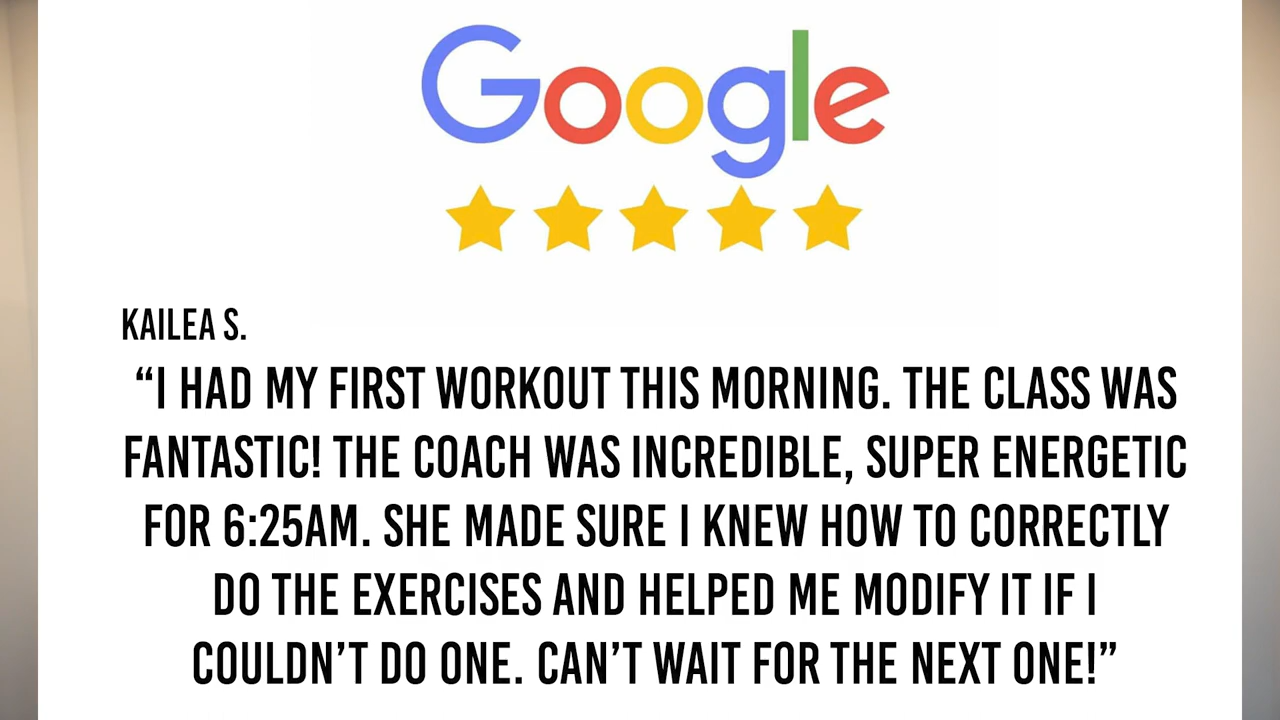 Google
KAILEA S.
“I HAD MY FIRST WORKOUT THIS MORNING. THE CLASS WAS
FANTASTIC! THE COACH WAS INCREDIBLE, SUPER ENERGETIC
FOR 6:25AM. SHE MADE SURE I KNEW HOW TO CORRECTLY
DO THE EXERCISES AND HELPED ME MODIFY IT IF I
COULDN’T DO ONE. CAN’T WAIT FOR THE NEXT ONE!”